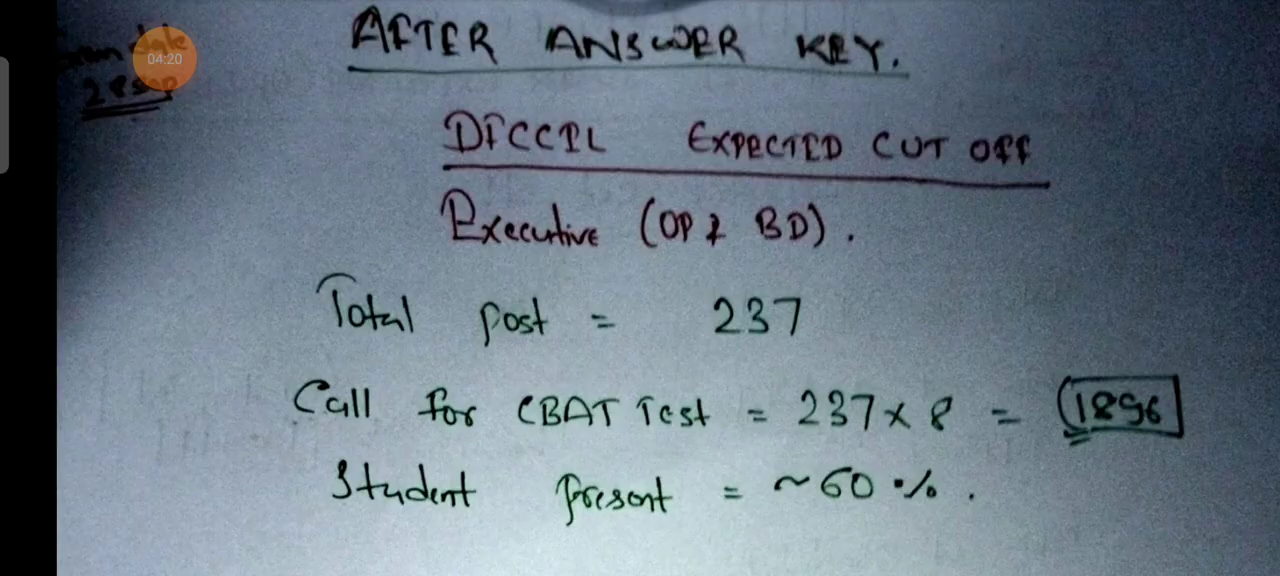 AFTER ANSWER KEY.
04:20
DFCCIL EXPECTED CUT OFF
Executive (OP & BD).
Total post = 237
Call for CBAT Test = 237 x 8 = 1896
Student present = ~60 %.